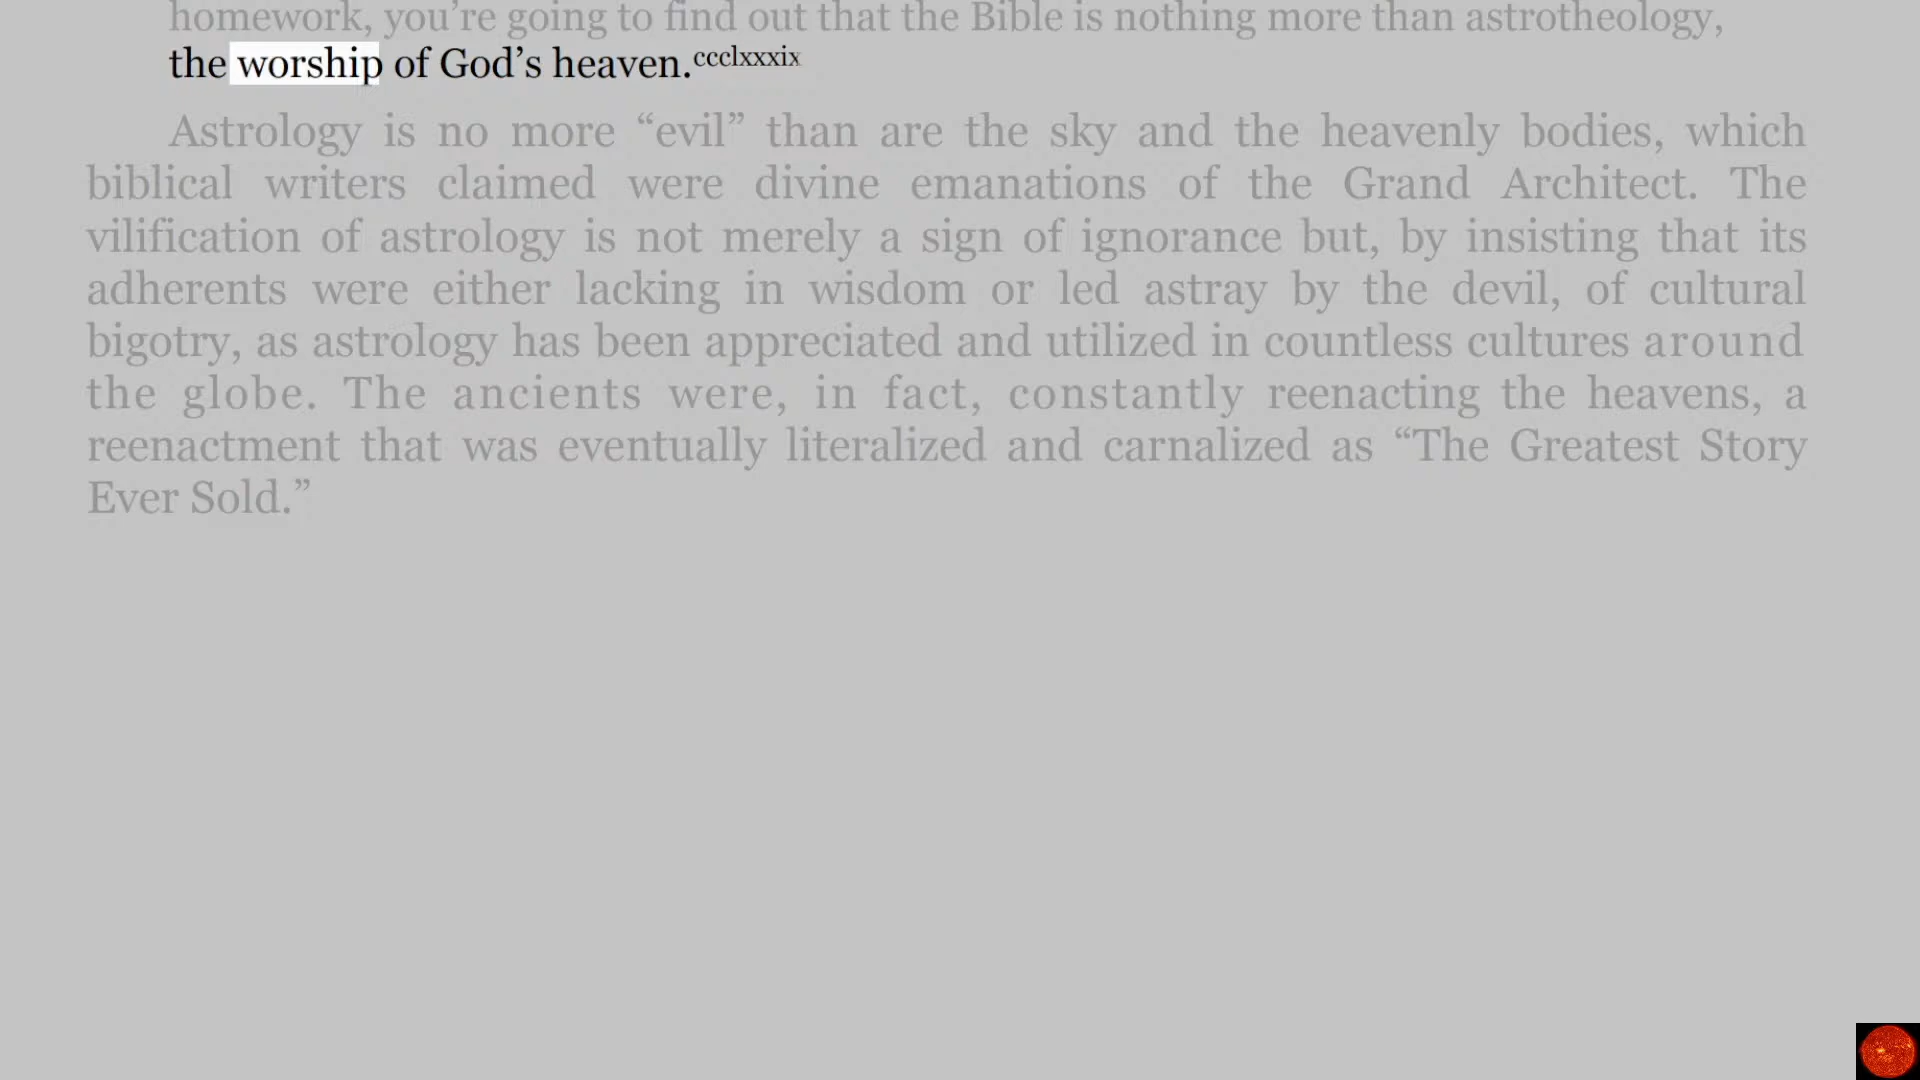 homework, you’re going to find out that the Bible is nothing more than astrotheology,
the worship of God’s heaven.ccclxxxix
Astrology is no more “evil” than are the sky and the heavenly bodies, which
biblical writers claimed were divine emanations of the Grand Architect. The
vilification of astrology is not merely a sign of ignorance but, by insisting that its
adherents were either lacking in wisdom or led astray by the devil, of cultural
bigotry, as astrology has been appreciated and utilized in countless cultures around
the globe. The ancients were, in fact, constantly reenacting the heavens, a
reenactment that was eventually literalized and carnalized as “The Greatest Story
Ever Sold.”